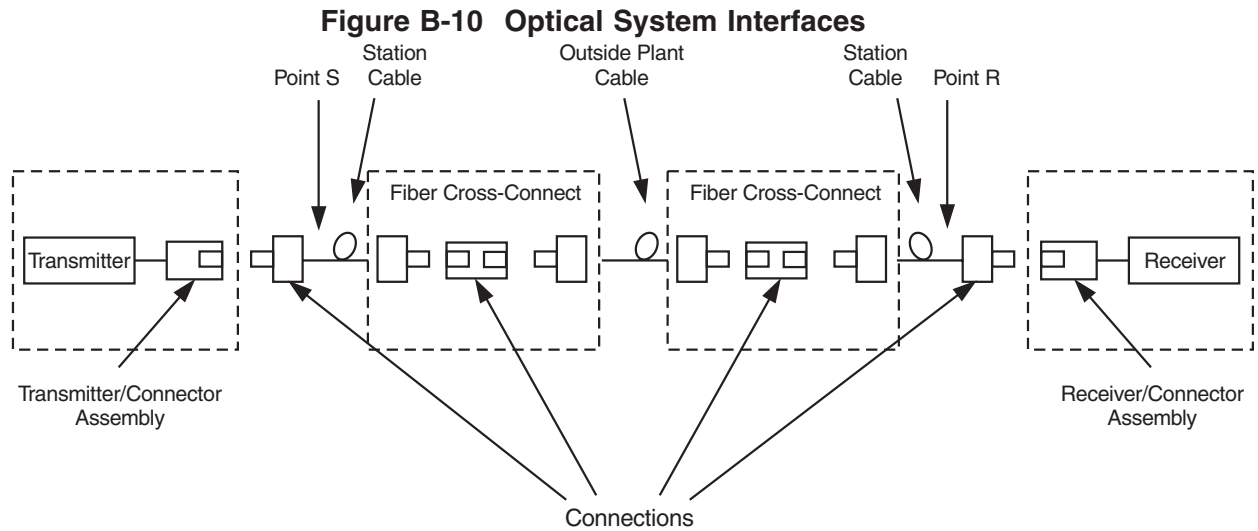 Figure B-10 Optical System Interfaces
Point S
Station
Cable
Outside Plant
Cable
Station
Cable
Point R
Fiber Cross-Connect
Fiber Cross-Connect
Transmitter
Receiver
Transmitter/Connector
Assembly
Receiver/Connector
Assembly
Connections